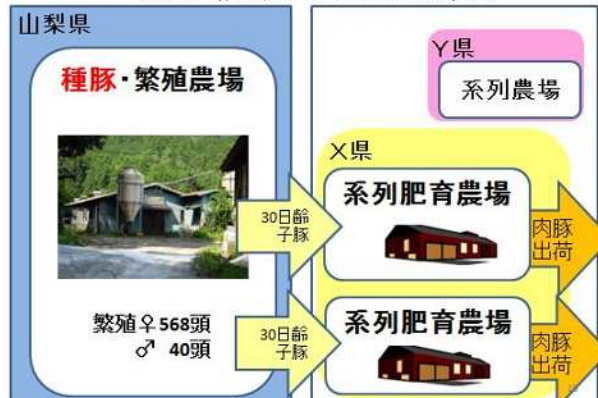 山梨県
種豚・繁殖農場
繁殖♀568頭
♂ 40頭
30日齢
子豚
30日齢
子豚
Y県
系列農場
X県
系列肥育農場
肉豚
出荷
系列肥育農場
肉豚
出荷